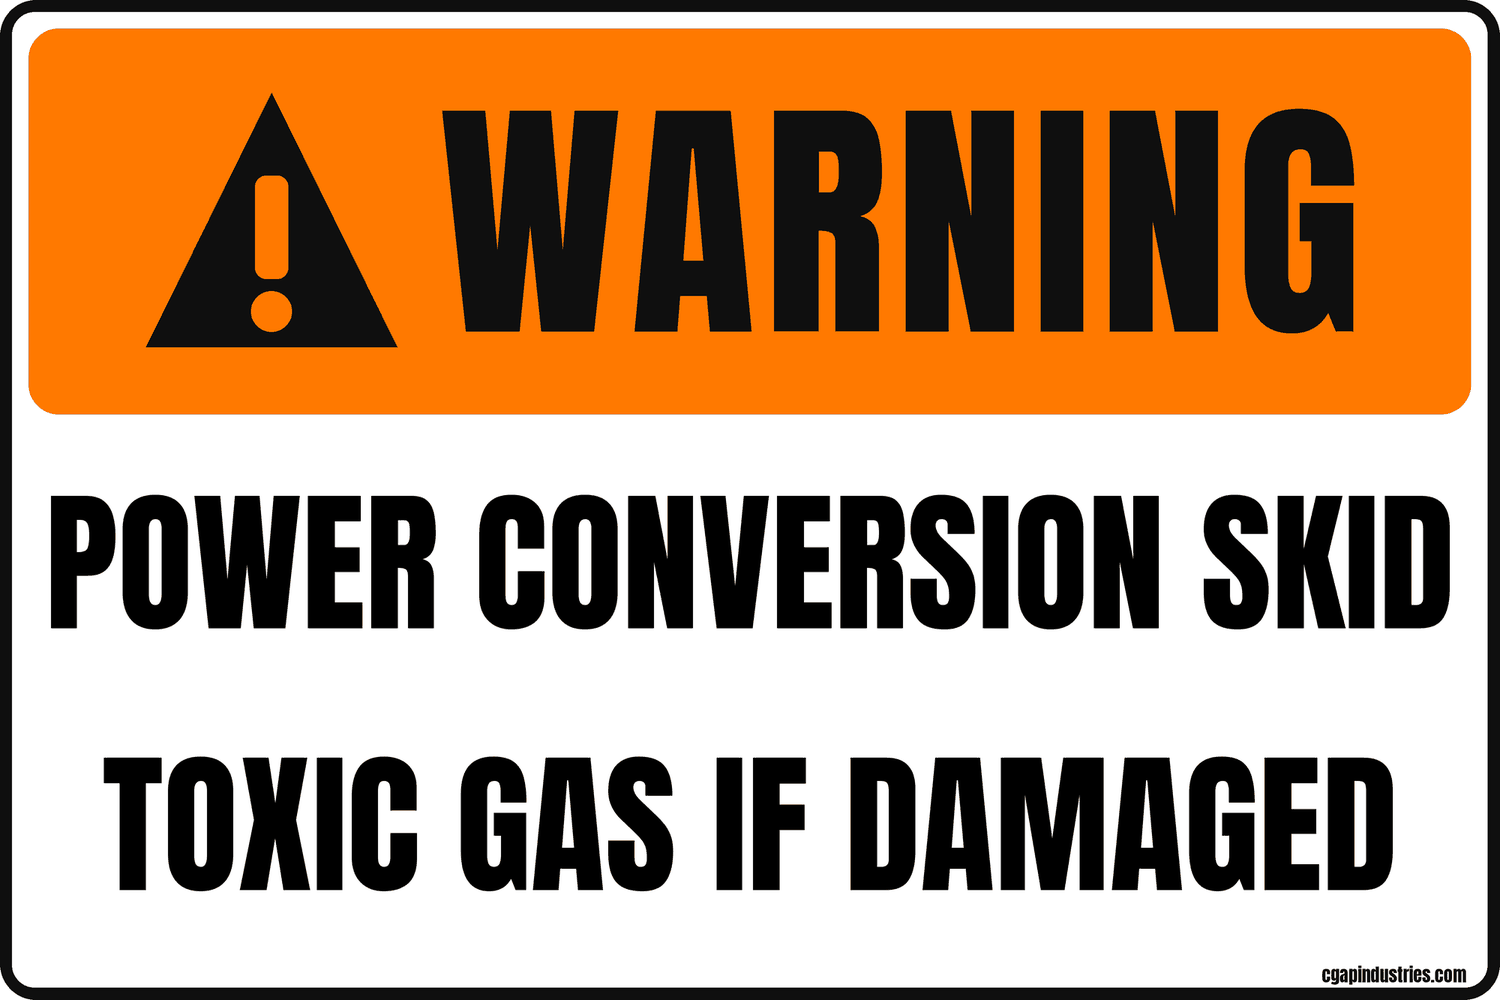 WARNING
POWER CONVERSION SKID
TOXIC GAS IF DAMAGED
cgapindustries.com